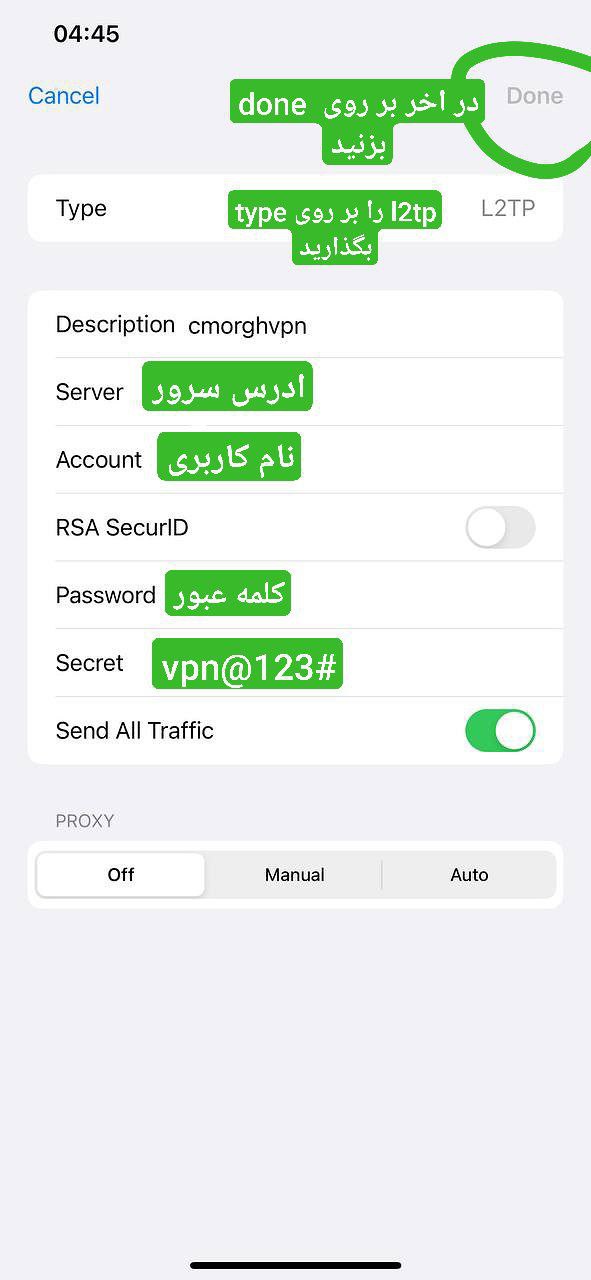 04:45
Cancel
در اخر بر روی done
بزنید
Done
Type
l2tp را بر روی type
بگذارید
L2TP
Description cmorghvpn
Server ادرس سرور
Account نام کاربری
RSA SecurID
Password کلمه عبور
Secret vpn@123#
Send All Traffic
PROXY
Off Manual Auto